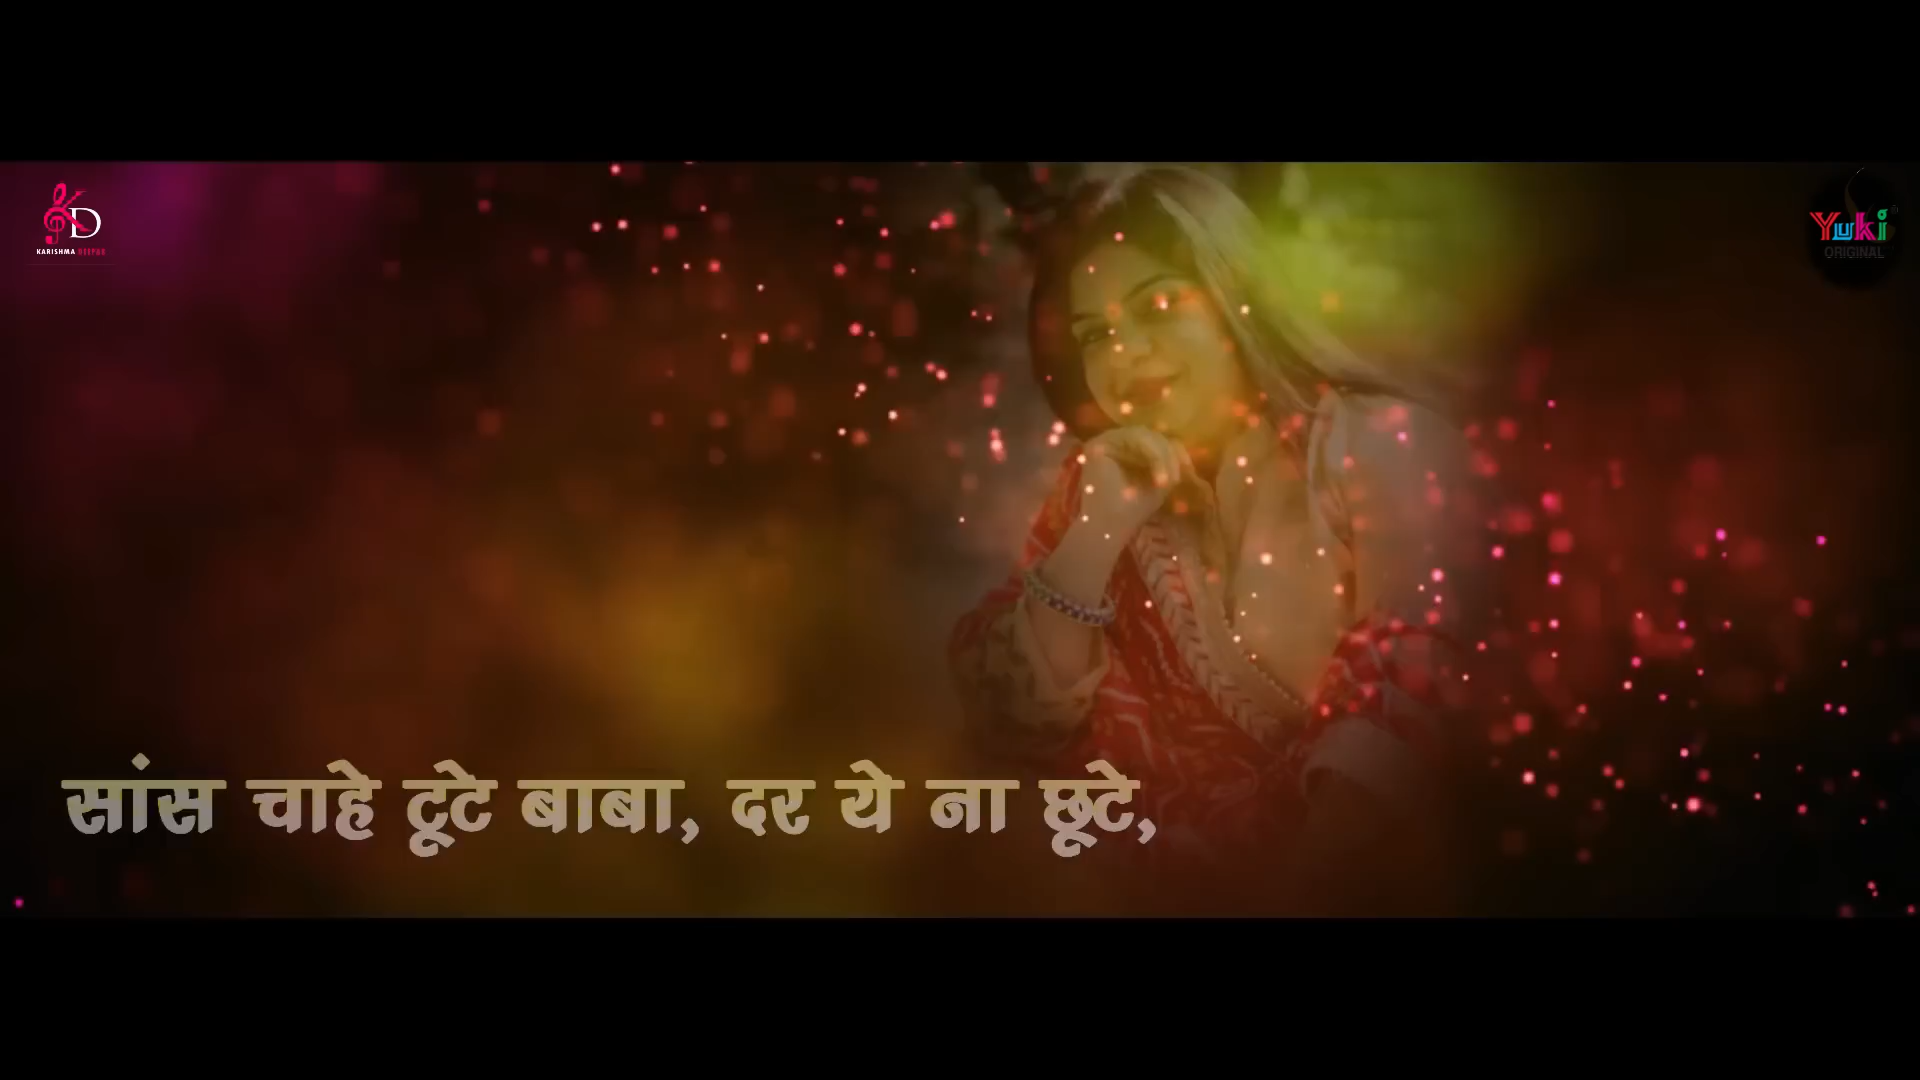 D
KARISHMA DEEPAK
Yuki
ORIGINAL
सांस चाहे टूटे बाबा, दर ये ना छूटे,